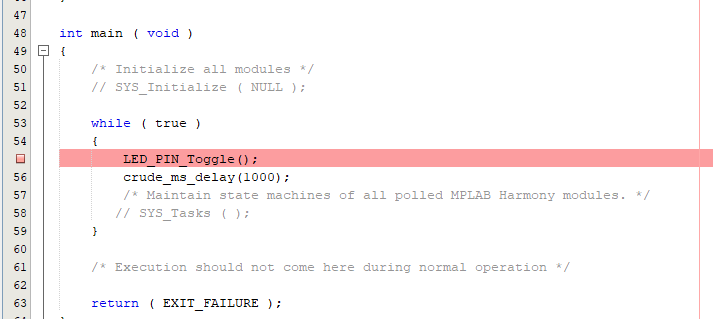 47
48 int main ( void )
49 {
50 /* Initialize all modules */
51 // SYS_Initialize ( NULL );
52
53 while ( true )
54 {
LED_PIN_Toggle();
56 crude_ms_delay(1000);
57 /* Maintain state machines of all polled MPLAB Harmony modules. */
58 // SYS_Tasks ( );
59 }
60
61 /* Execution should not come here during normal operation */
62
63 return ( EXIT_FAILURE );